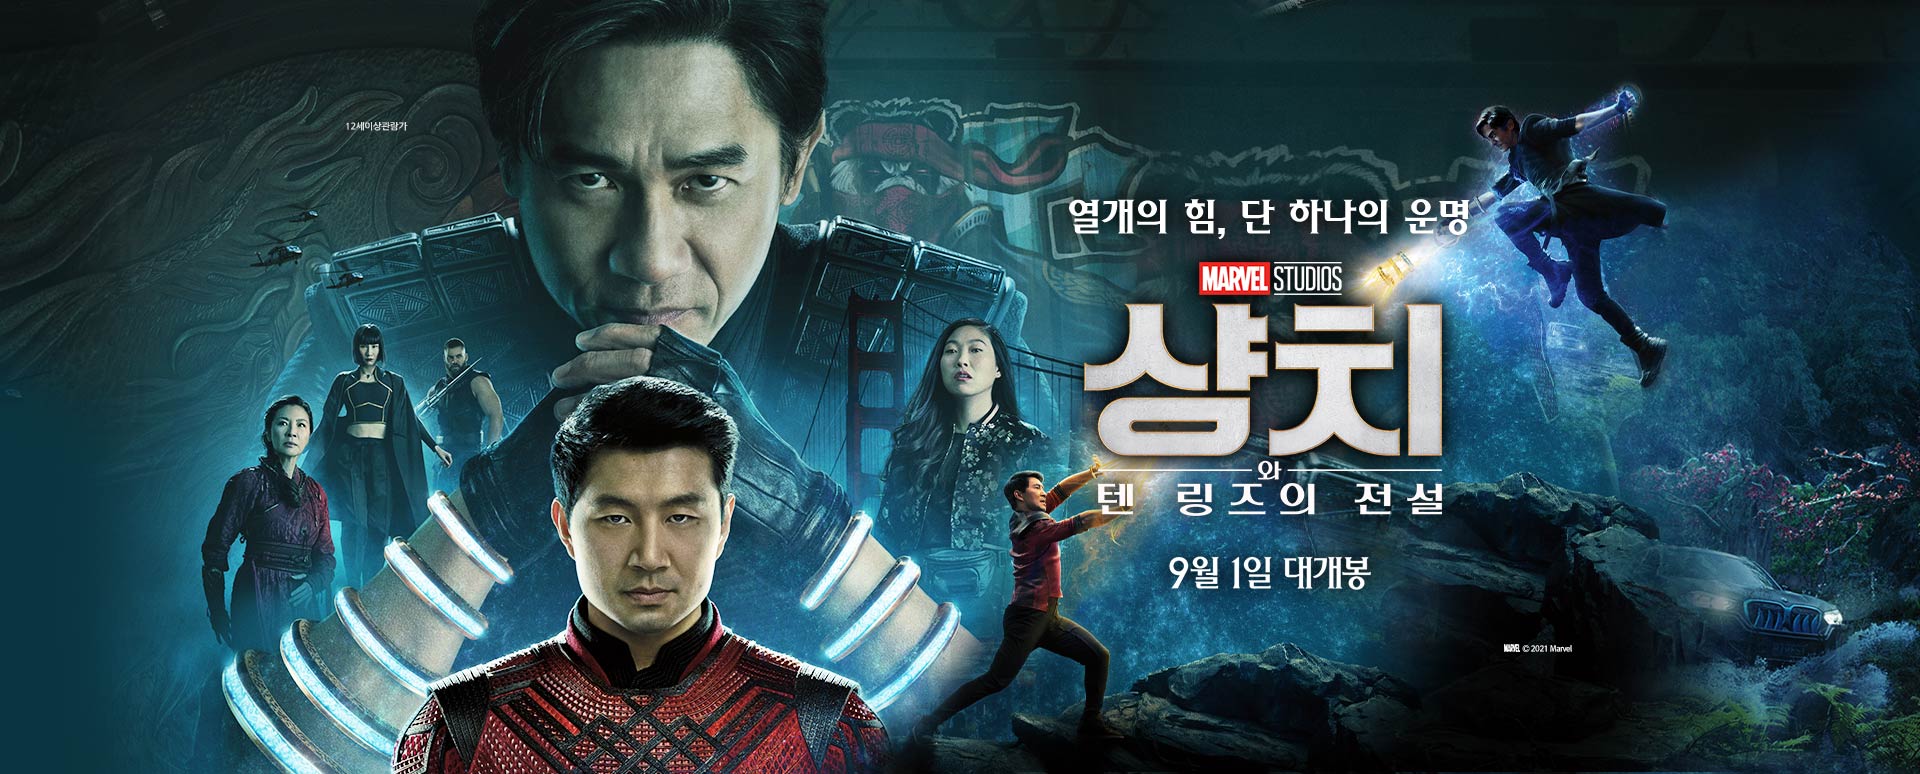 12세이상관람가
열개의 힘, 단 하나의 운명
MARVEL STUDIOS
샹치
와
텐 링즈의 전설
9월 1일 대개봉
MARVEL © 2021 Marvel